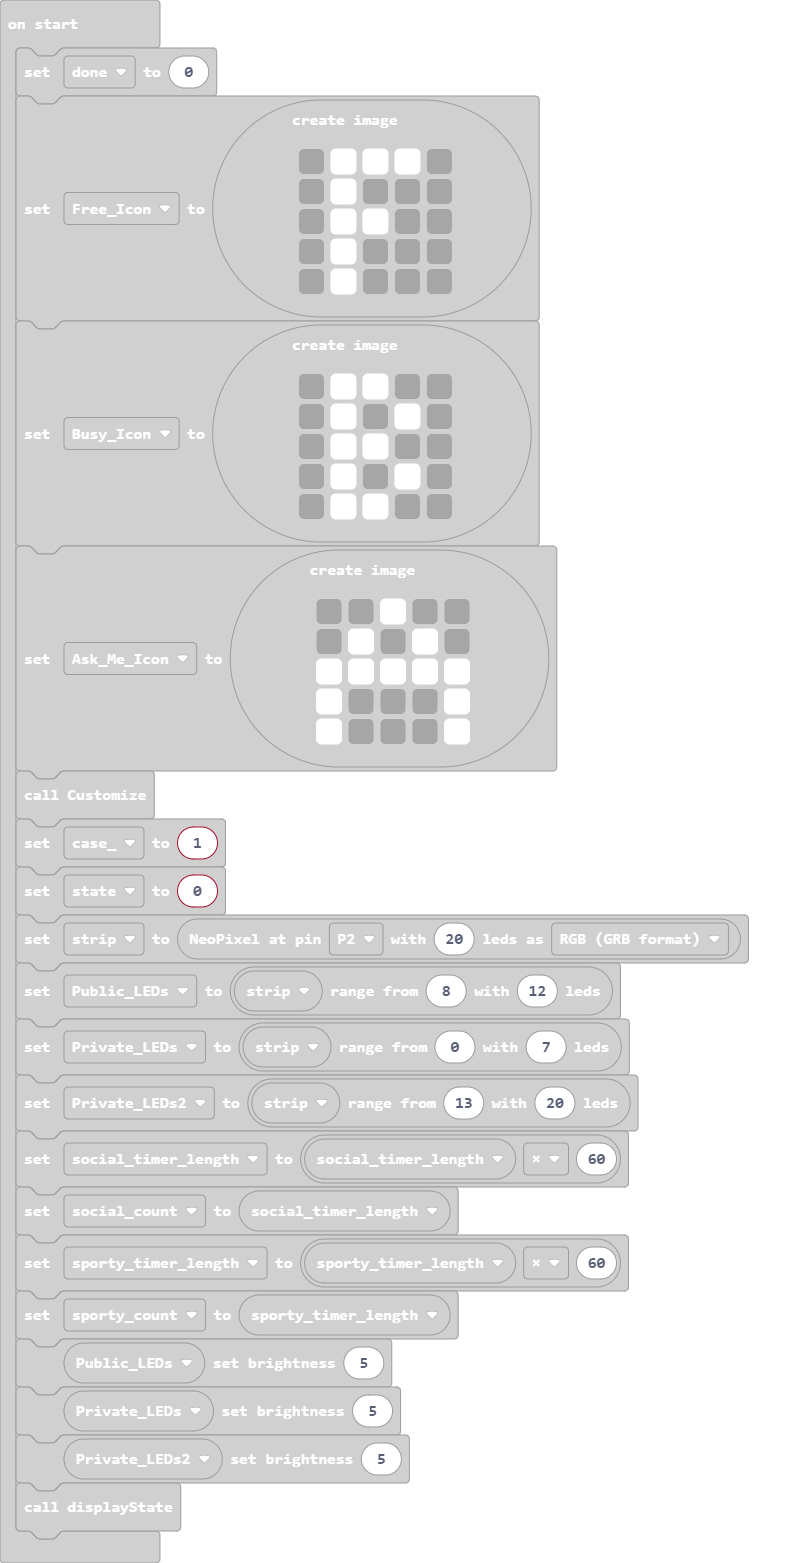 on start
set done to 0
create image
set Free_Icon to
create image
set Busy_Icon to
create image
set Ask_Me_Icon to
call Customize
set case_ to 1
set state to 0
set strip to NeoPixel at pin P2 with 20 leds as RGB (GRB format)
set Public_LEDs to strip range from 8 with 12 leds
set Private_LEDs to strip range from 0 with 7 leds
set Private_LEDs2 to strip range from 13 with 20 leds
set social_timer_length to social_timer_length × 60
set social_count to social_timer_length
set sporty_timer_length to sporty_timer_length × 60
set sporty_count to sporty_timer_length
Public_LEDs set brightness 5
Private_LEDs set brightness 5
Private_LEDs2 set brightness 5
call displayState